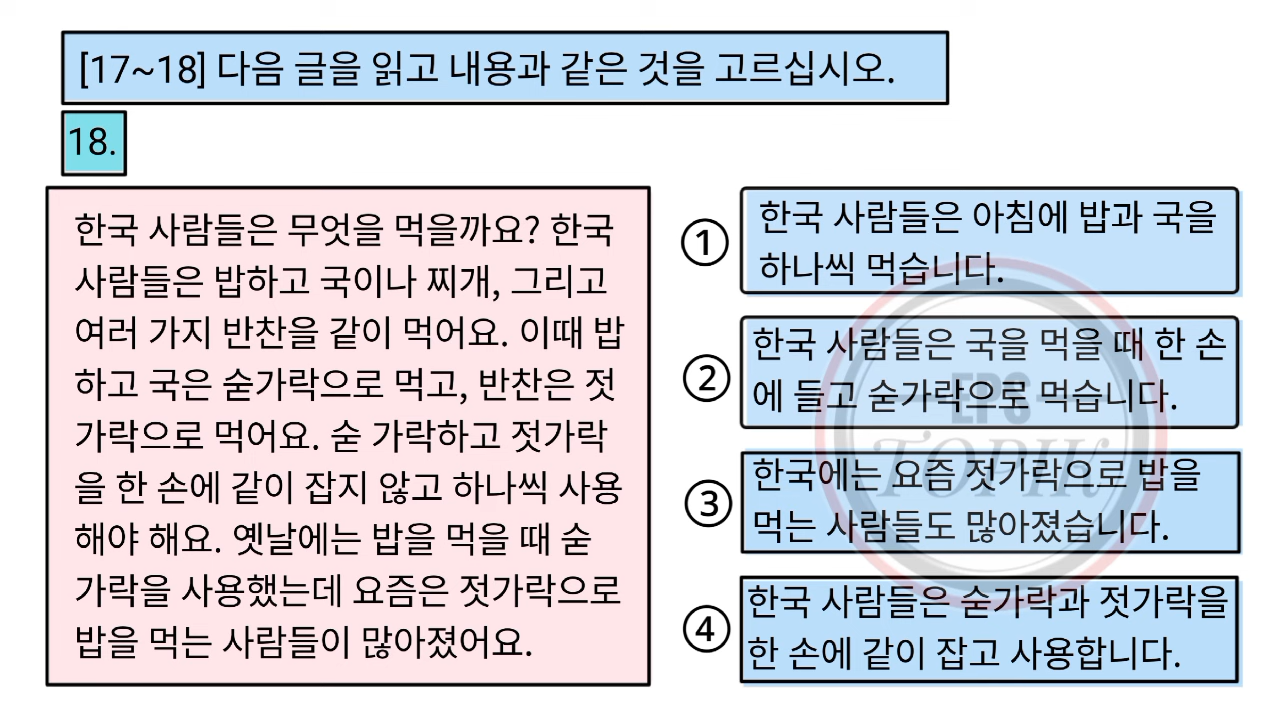 [17~18] 다음 글을 읽고 내용과 같은 것을 고르십시오.
18.
한국 사람들은 무엇을 먹을까요? 한국
사람들은 밥하고 국이나 찌개, 그리고
여러 가지 반찬을 같이 먹어요. 이때 밥
하고 국은 숟가락으로 먹고, 반찬은 젓
가락으로 먹어요. 숟 가락하고 젓가락
을 한 손에 같이 잡지 않고 하나씩 사용
해야 해요. 옛날에는 밥을 먹을 때 숟
가락을 사용했는데 요즘은 젓가락으로
밥을 먹는 사람들이 많아졌어요.
① 한국 사람들은 아침에 밥과 국을
하나씩 먹습니다.
② 한국 사람들은 국을 먹을 때 한 손
에 들고 숟가락으로 먹습니다.
③ 한국에는 요즘 젓가락으로 밥을
먹는 사람들도 많아졌습니다.
④ 한국 사람들은 숟가락과 젓가락을
한 손에 같이 잡고 사용합니다.
EPS
TOPIK